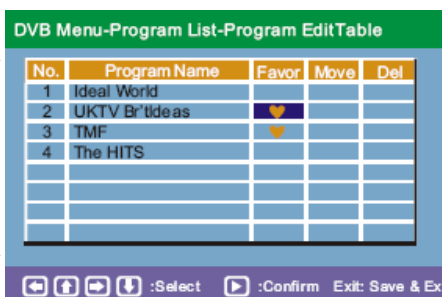 DVB Menu-Program List-Program EditTable
No. Program Name Favor Move Del
1 Ideal World
2 UKTV Br'tIdeas
3 TMF
4 The HITS
:Select :Confirm Exit: Save & Ex